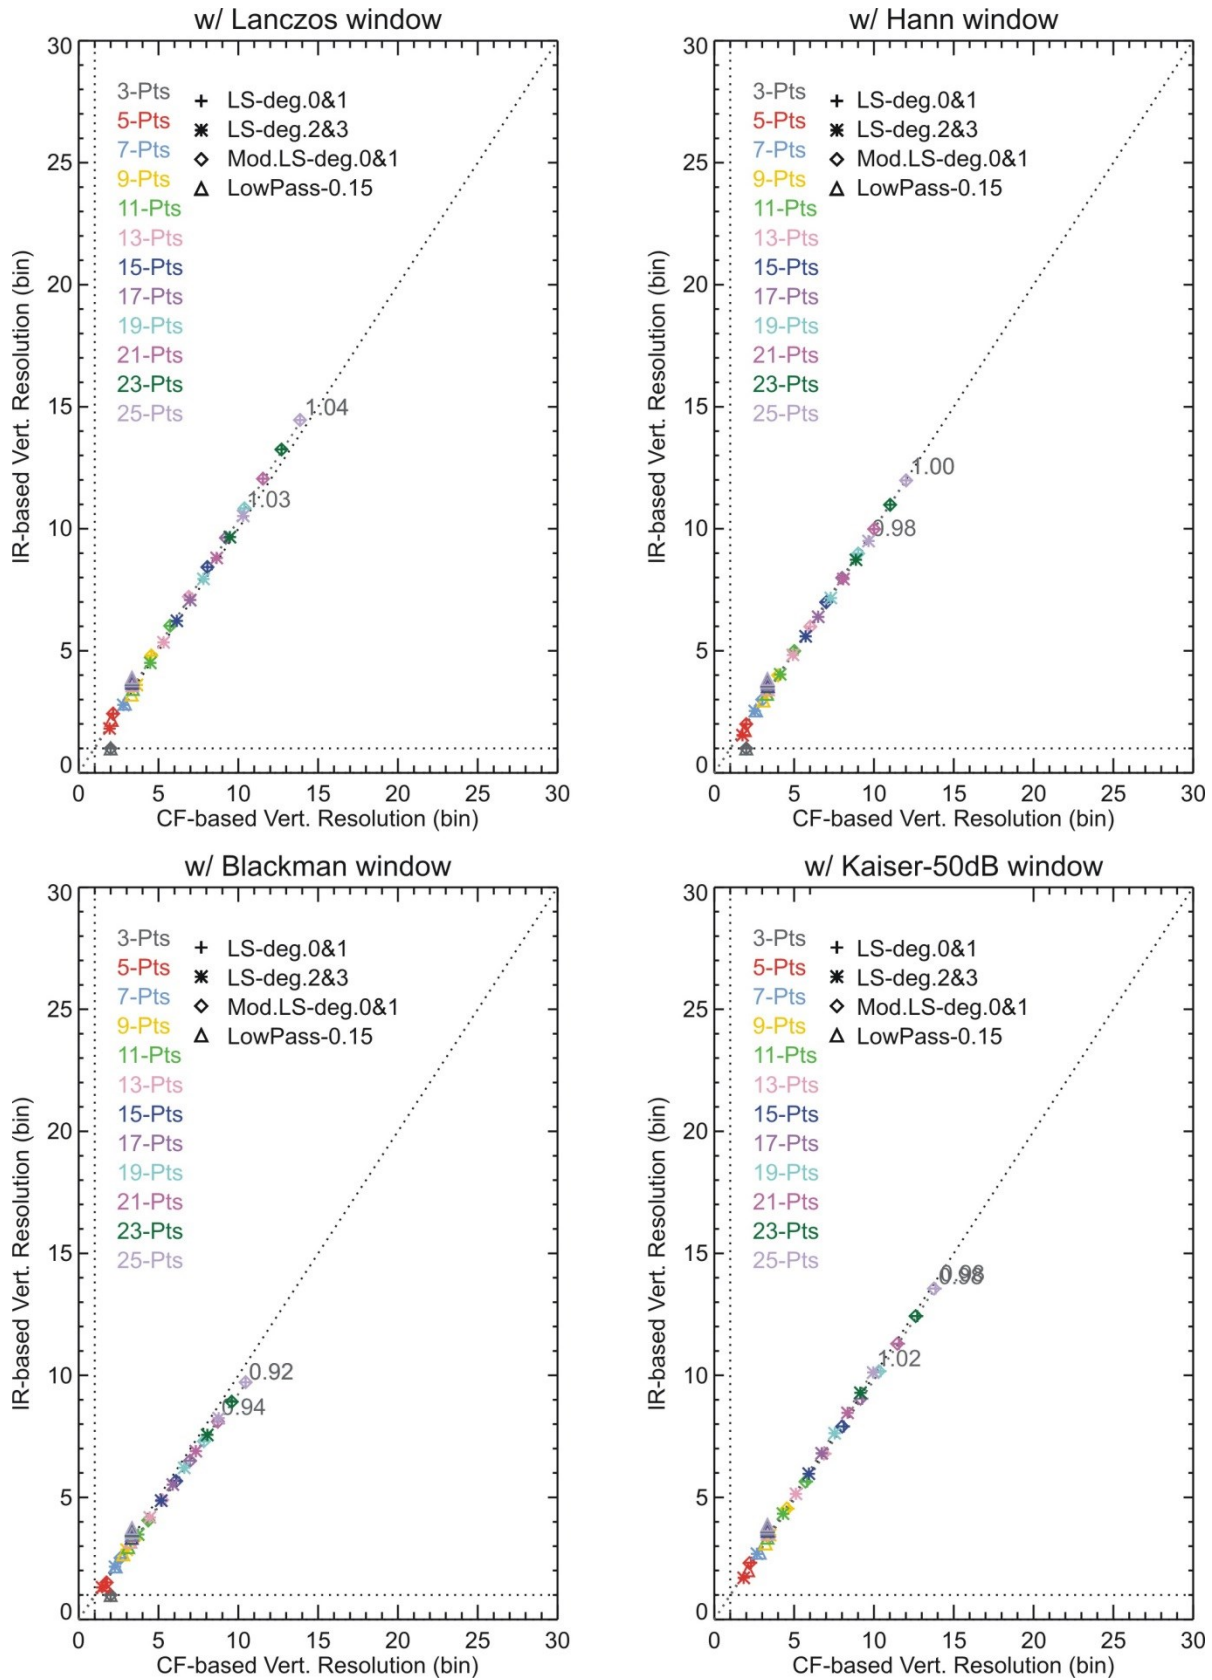 w/ Lanczos window
30
25
20
15
10
5
0
IR-based Vert. Resolution (bin)
3-Pts
5-Pts
7-Pts
9-Pts
11-Pts
13-Pts
15-Pts
17-Pts
19-Pts
21-Pts
23-Pts
25-Pts
LS-deg.0&1
LS-deg.2&3
Mod.LS-deg.0&1
LowPass-0.15
1.04
1.03
0 5 10 15 20 25 30
CF-based Vert. Resolution (bin)
w/ Hann window
30
25
20
15
10
5
0
IR-based Vert. Resolution (bin)
3-Pts
5-Pts
7-Pts
9-Pts
11-Pts
13-Pts
15-Pts
17-Pts
19-Pts
21-Pts
23-Pts
25-Pts
LS-deg.0&1
LS-deg.2&3
Mod.LS-deg.0&1
LowPass-0.15
1.00
0.98
0 5 10 15 20 25 30
CF-based Vert. Resolution (bin)
w/ Blackman window
30
25
20
15
10
5
0
IR-based Vert. Resolution (bin)
3-Pts
5-Pts
7-Pts
9-Pts
11-Pts
13-Pts
15-Pts
17-Pts
19-Pts
21-Pts
23-Pts
25-Pts
LS-deg.0&1
LS-deg.2&3
Mod.LS-deg.0&1
LowPass-0.15
0.92
0.94
0 5 10 15 20 25 30
CF-based Vert. Resolution (bin)
w/ Kaiser-50dB window
30
25
20
15
10
5
0
IR-based Vert. Resolution (bin)
3-Pts
5-Pts
7-Pts
9-Pts
11-Pts
13-Pts
15-Pts
17-Pts
19-Pts
21-Pts
23-Pts
25-Pts
LS-deg.0&1
LS-deg.2&3
Mod.LS-deg.0&1
LowPass-0.15
1.02
0 5 10 15 20 25 30
CF-based Vert. Resolution (bin)